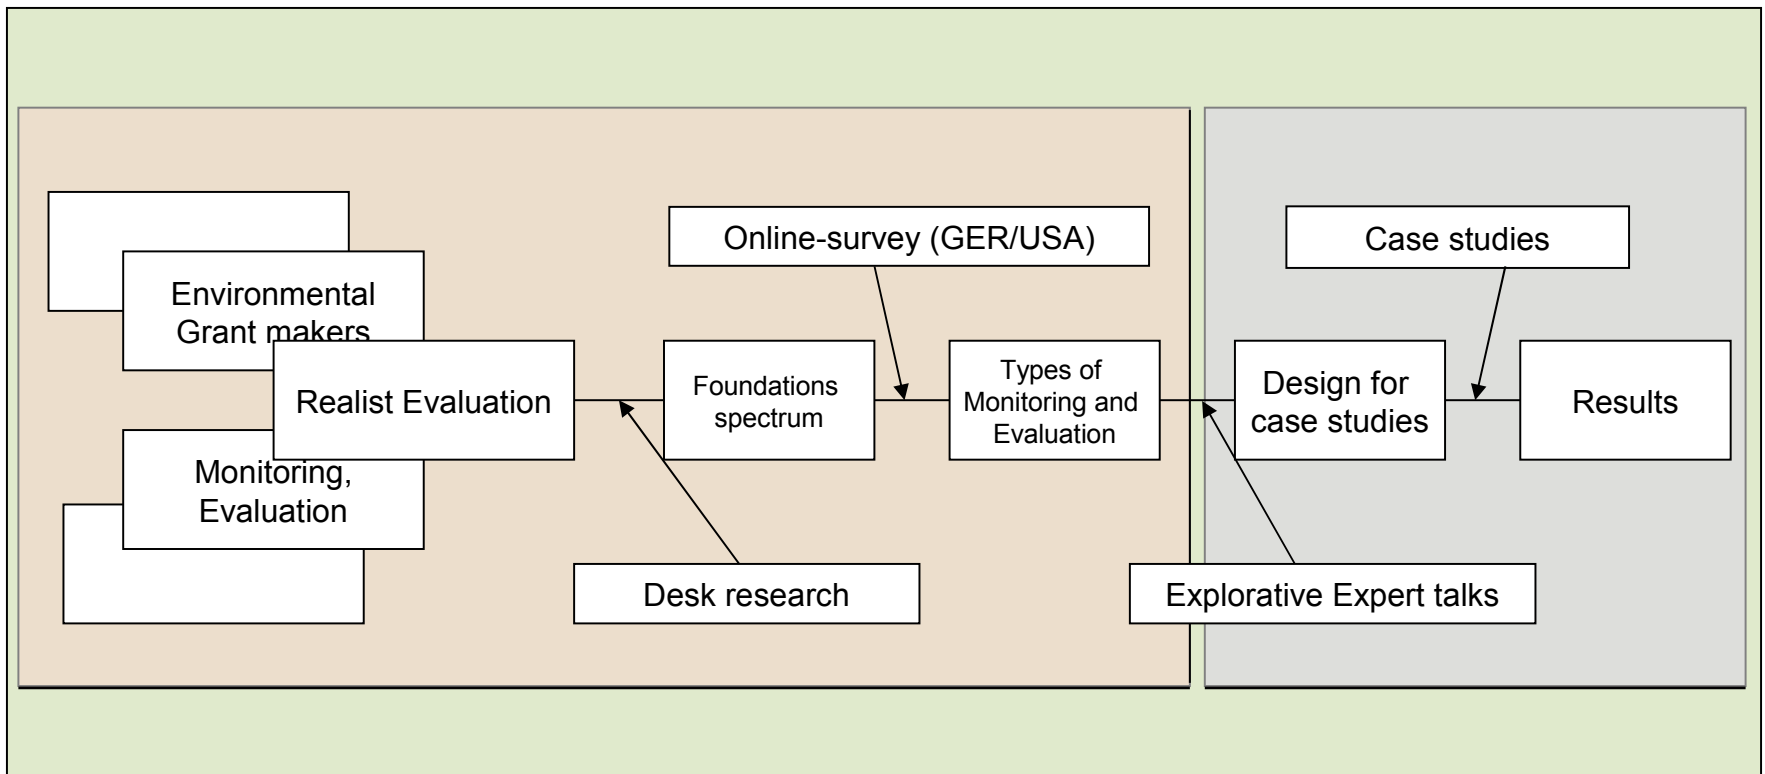 Online-survey (GER/USA)
Case studies
Environmental
Grant makers
Realist Evaluation
Foundations
spectrum
Types of
Monitoring and
Evaluation
Design for
case studies
Results
Monitoring,
Evaluation
Desk research
Explorative Expert talks